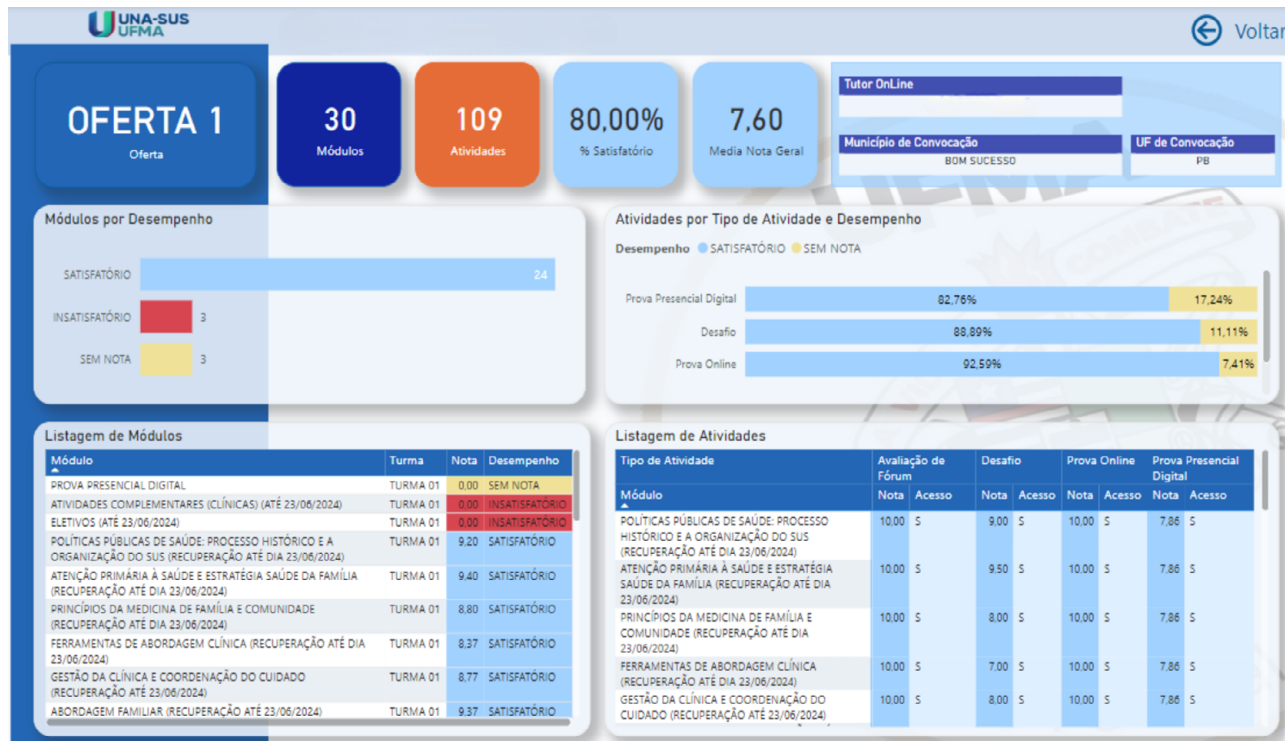 UNA-SUS
UFMA
Voltar
OFERTA 1
Oferta
30
Módulos
109
Atividades
80,00%
% Satisfatório
7,60
Media Nota Geral
Tutor OnLine
Município de Convocação
BOM SUCESSO
UF de Convocação
PB
Módulos por Desempenho
SATISFATÓRIO 24
INSATISFATÓRIO 3
SEM NOTA 3
Atividades por Tipo de Atividade e Desempenho
Desempenho SATISFATÓRIO SEM NOTA
Prova Presencial Digital 82,76% 17,24%
Desafio 88,89% 11,11%
Prova Online 92,59% 7,41%
Listagem de Módulos
Módulo Turma Nota Desempenho
PROVA PRESENCIAL DIGITAL TURMA 01 0,00 SEM NOTA
ATIVIDADES COMPLEMENTARES (CLÍNICAS) (ATÉ 23/06/2024) TURMA 01 0,00 INSATISFATÓRIO
ELETIVOS (ATÉ 23/06/2024) TURMA 01 0,00 INSATISFATÓRIO
POLÍTICAS PÚBLICAS DE SAÚDE: PROCESSO HISTÓRICO E A TURMA 01 9,20 SATISFATÓRIO
ORGANIZAÇÃO DO SUS (RECUPERAÇÃO ATÉ DIA 23/06/2024)
ATENÇÃO PRIMÁRIA À SAÚDE E ESTRATÉGIA SAÚDE DA FAMÍLIA TURMA 01 9,40 SATISFATÓRIO
(RECUPERAÇÃO ATÉ DIA 23/06/2024)
PRINCÍPIOS DA MEDICINA DE FAMÍLIA E COMUNIDADE TURMA 01 8,80 SATISFATÓRIO
(RECUPERAÇÃO ATÉ DIA 23/06/2024)
FERRAMENTAS DE ABORDAGEM CLÍNICA (RECUPERAÇÃO ATÉ DIA TURMA 01 8,37 SATISFATÓRIO
23/06/2024)
GESTÃO DA CLÍNICA E COORDENAÇÃO DO CUIDADO TURMA 01 8,77 SATISFATÓRIO
(RECUPERAÇÃO ATÉ 23/06/2024)
ABORDAGEM FAMILIAR (RECUPERAÇÃO ATÉ 23/06/2024) TURMA 01 9,37 SATISFATÓRIO
Listagem de Atividades
Tipo de Atividade Avaliação de Desafio Prova Online Prova Presencial
Fórum Digital
Módulo Nota Acesso Nota Acesso Nota Acesso Nota Acesso
POLÍTICAS PÚBLICAS DE SAÚDE: PROCESSO 10,00 S 9,00 S 10,00 S 7,86 S
HISTÓRICO E A ORGANIZAÇÃO DO SUS
(RECUPERAÇÃO ATÉ DIA 23/06/2024)
ATENÇÃO PRIMÁRIA À SAÚDE E ESTRATÉGIA 10,00 S 9,50 S 10,00 S 7,86 S
SAÚDE DA FAMÍLIA (RECUPERAÇÃO ATÉ DIA
23/06/2024)
PRINCÍPIOS DA MEDICINA DE FAMÍLIA E 10,00 S 8,00 S 10,00 S 7,86 S
COMUNIDADE (RECUPERAÇÃO ATÉ DIA
23/06/2024)
FERRAMENTAS DE ABORDAGEM CLÍNICA 10,00 S 7,00 S 10,00 S 7,86 S
(RECUPERAÇÃO ATÉ DIA 23/06/2024)
GESTÃO DA CLÍNICA E COORDENAÇÃO DO 10,00 S 8,00 S 10,00 S 7,86 S
CUIDADO (RECUPERAÇÃO ATÉ 23/06/2024)
UFMA
COMBATE